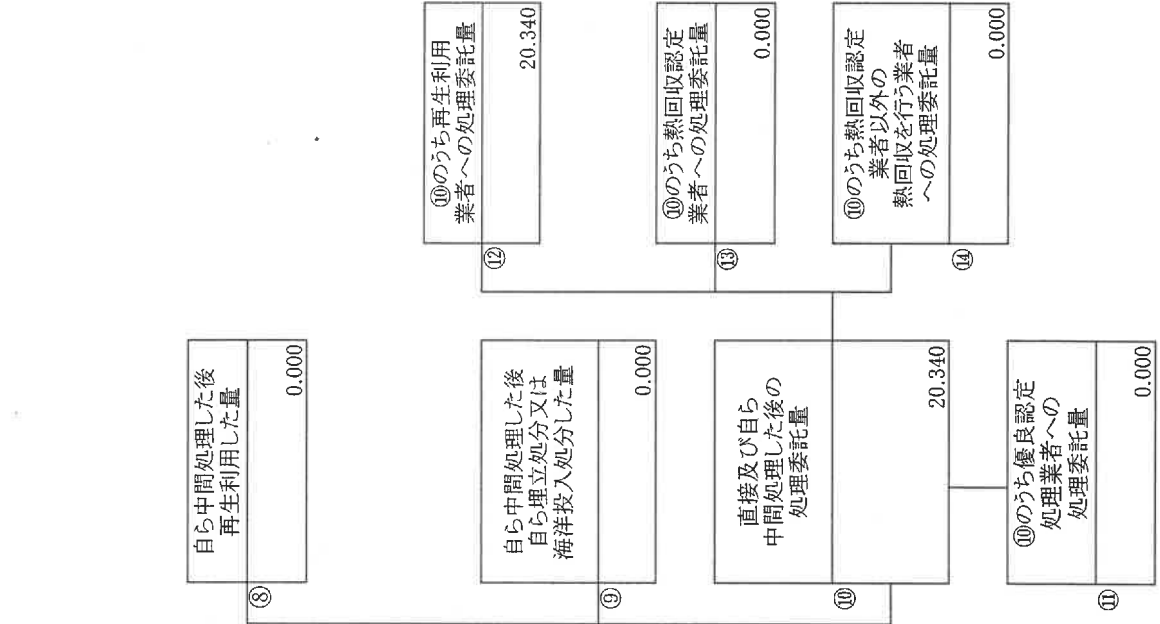 ⑧
自ら中間処理した後
再生利用した量
0.000
⑨
自ら中間処理した後
自ら埋立処分又は
海洋投入処分した量
0.000
⑩
直接及び自ら
中間処理した後の
処理委託量
20.340
⑪
⑩のうち優良認定
処理業者への
処理委託量
0.000
⑫
⑩のうち再生利用
業者への処理委託量
20.340
⑬
⑩のうち熱回収認定
業者への処理委託量
0.000
⑭
⑩のうち熱回収認定
業者以外の
熱回収を行う業者
への処理委託量
0.000